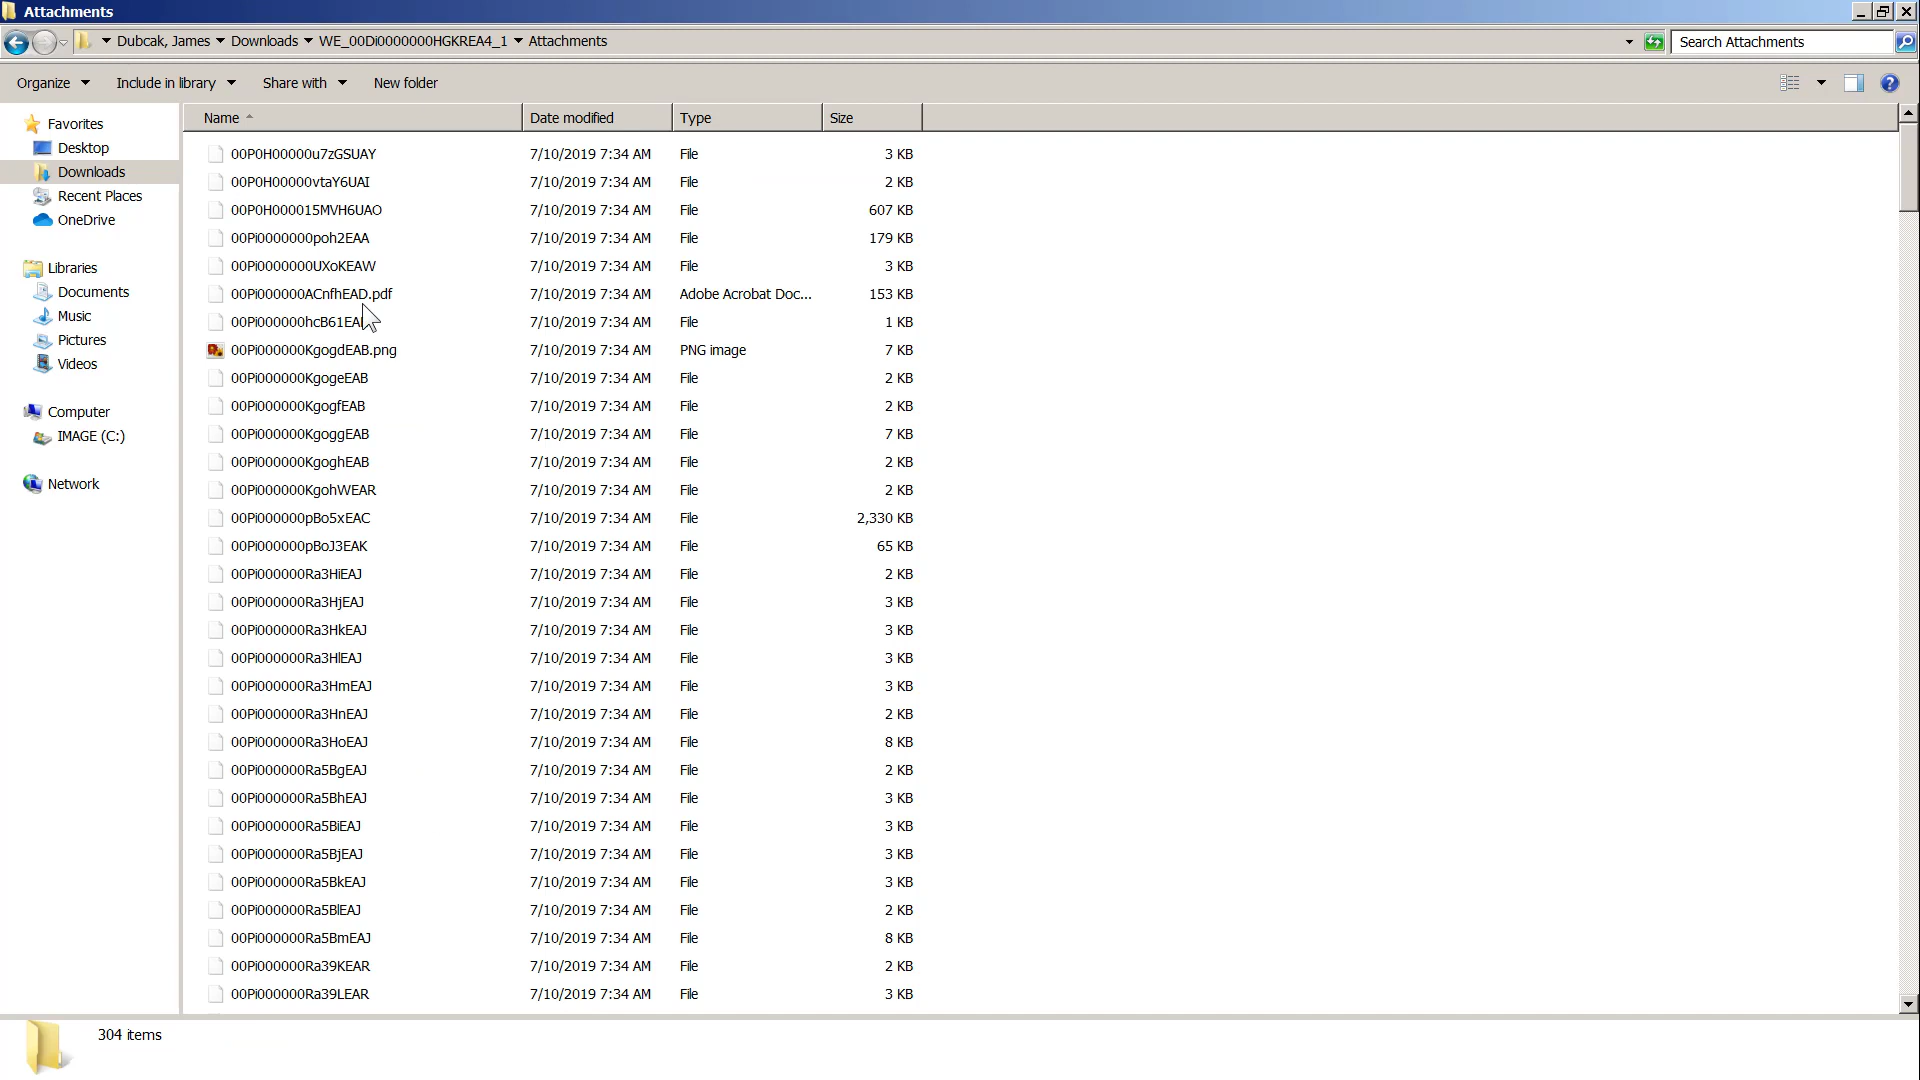 Attachments
Dubcak, James Downloads WE_00Di0000000HGKREA4_1 Attachments
Search Attachments
Organize Include in library Share with New folder
Name Date modified Type Size
Favorites
Desktop
Downloads
Recent Places
OneDrive
Libraries
Documents
Music
Pictures
Videos
Computer
IMAGE (C:)
Network
00P0H00000u7zGSUAY 7/10/2019 7:34 AM File 3 KB
00P0H00000vtaY6UAI 7/10/2019 7:34 AM File 2 KB
00P0H000015MVH6UAO 7/10/2019 7:34 AM File 607 KB
00Pi0000000poh2EAA 7/10/2019 7:34 AM File 179 KB
00Pi0000000UXoKEAW 7/10/2019 7:34 AM File 3 KB
00Pi000000ACnfhEAD.pdf 7/10/2019 7:34 AM Adobe Acrobat Doc... 153 KB
7/10/2019 7:34 AM File 1 KB
00Pi000000KgogdEAB.png 7/10/2019 7:34 AM PNG image 7 KB
00Pi000000KgogeEAB 7/10/2019 7:34 AM File 2 KB
00Pi000000KgogfEAB 7/10/2019 7:34 AM File 2 KB
00Pi000000KgoggEAB 7/10/2019 7:34 AM File 7 KB
00Pi000000KgoghEAB 7/10/2019 7:34 AM File 2 KB
00Pi000000KgohWEAR 7/10/2019 7:34 AM File 2 KB
00Pi000000pBo5xEAC 7/10/2019 7:34 AM File 2,330 KB
00Pi000000pBoJ3EAK 7/10/2019 7:34 AM File 65 KB
00Pi000000Ra3HiEAJ 7/10/2019 7:34 AM File 2 KB
00Pi000000Ra3HjEAJ 7/10/2019 7:34 AM File 3 KB
00Pi000000Ra3HkEAJ 7/10/2019 7:34 AM File 3 KB
00Pi000000Ra3HlEAJ 7/10/2019 7:34 AM File 3 KB
00Pi000000Ra3HmEAJ 7/10/2019 7:34 AM File 3 KB
00Pi000000Ra3HnEAJ 7/10/2019 7:34 AM File 2 KB
00Pi000000Ra3HoEAJ 7/10/2019 7:34 AM File 8 KB
00Pi000000Ra5BgEAJ 7/10/2019 7:34 AM File 2 KB
00Pi000000Ra5BhEAJ 7/10/2019 7:34 AM File 3 KB
00Pi000000Ra5BiEAJ 7/10/2019 7:34 AM File 3 KB
00Pi000000Ra5BjEAJ 7/10/2019 7:34 AM File 3 KB
00Pi000000Ra5BkEAJ 7/10/2019 7:34 AM File 3 KB
00Pi000000Ra5BlEAJ 7/10/2019 7:34 AM File 2 KB
00Pi000000Ra5BmEAJ 7/10/2019 7:34 AM File 8 KB
00Pi000000Ra39KEAR 7/10/2019 7:34 AM File 2 KB
00Pi000000Ra39LEAR 7/10/2019 7:34 AM File 3 KB
304 items